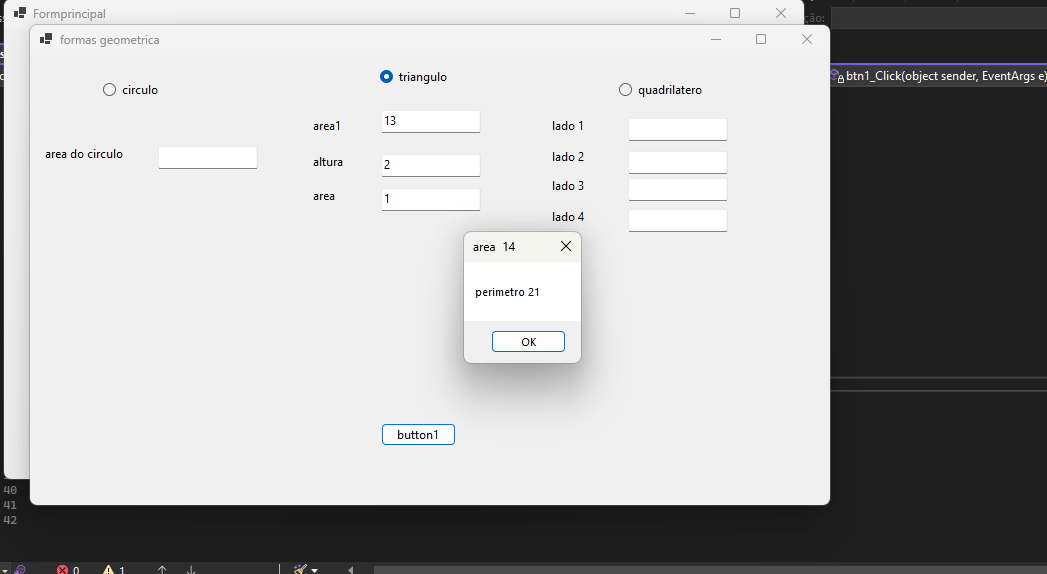 Formprincipal
ção:
formas geometrica
btn1_Click(object sender, EventArgs e)
circulo
triangulo
quadrilatero
area1
13
lado 1
area do circulo
altura
2
lado 2
area
1
lado 3
lado 4
area 14
perimetro 21
OK
button1
40
41
42
0
1